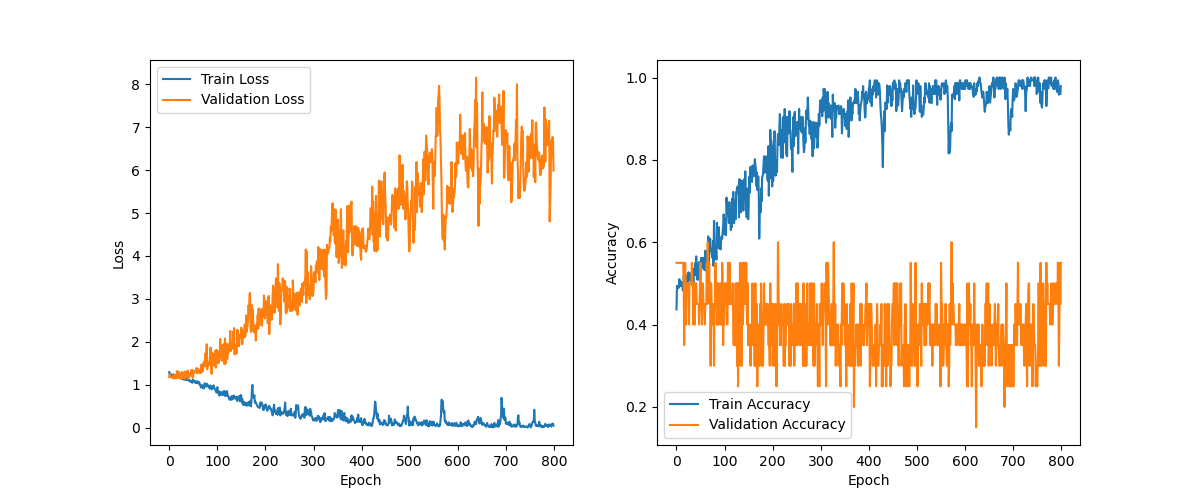 Train Loss
Validation Loss
8
7
6
5
4
3
2
1
0
Loss
0 100 200 300 400 500 600 700 800
Epoch
1.0
0.8
0.6
0.4
0.2
Accuracy
Train Accuracy
Validation Accuracy
0 100 200 300 400 500 600 700 800
Epoch